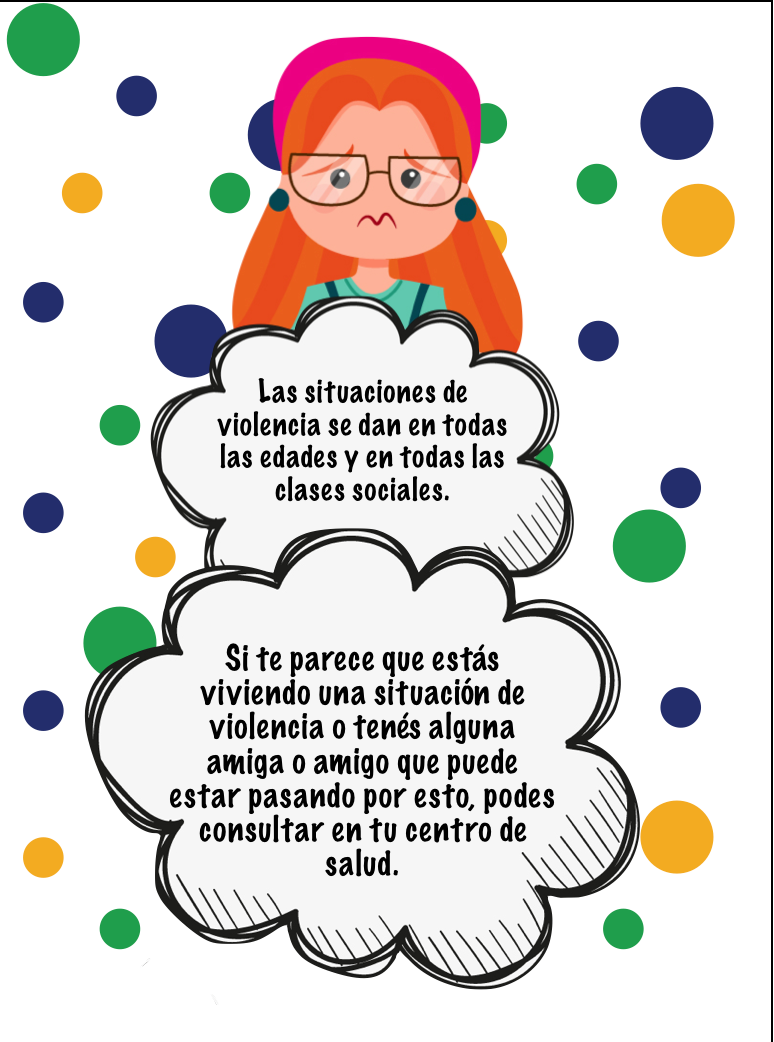 Las situaciones de
violencia se dan en todas
las edades y en todas las
clases sociales.
Si te parece que estás
viviendo una situación de
violencia o tenés alguna
amiga o amigo que puede
estar pasando por esto, podes
consultar en tu centro de
salud.